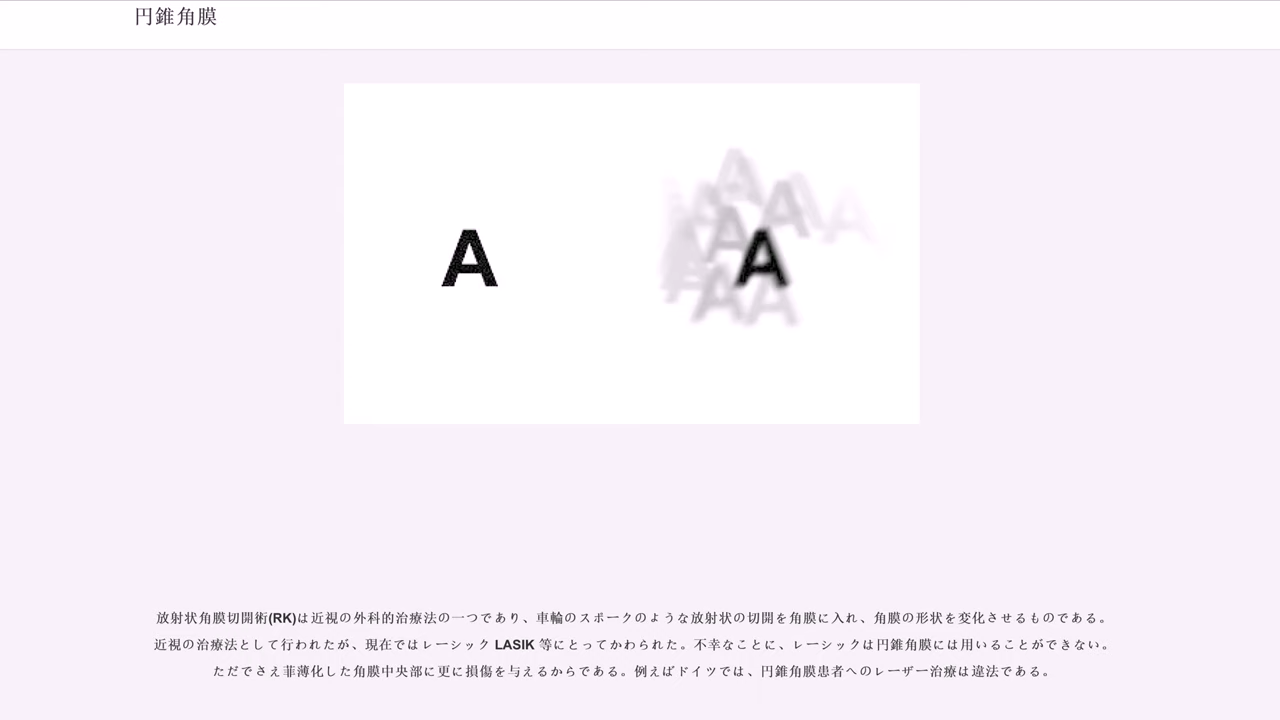 円錐角膜
A A
放射状角膜切開術(RK)は近視の外科的治療法の一つであり、車輪のスポークのような放射状の切開を角膜に入れ、角膜の形状を変化させるものである。
近視の治療法として行われたが、現在ではレーシック LASIK 等にとってかわられた。不幸なことに、レーシックは円錐角膜には用いることができない。
ただでさえ菲薄化した角膜中央部に更に損傷を与えるからである。例えばドイツでは、円錐角膜患者へのレーザー治療は違法である。